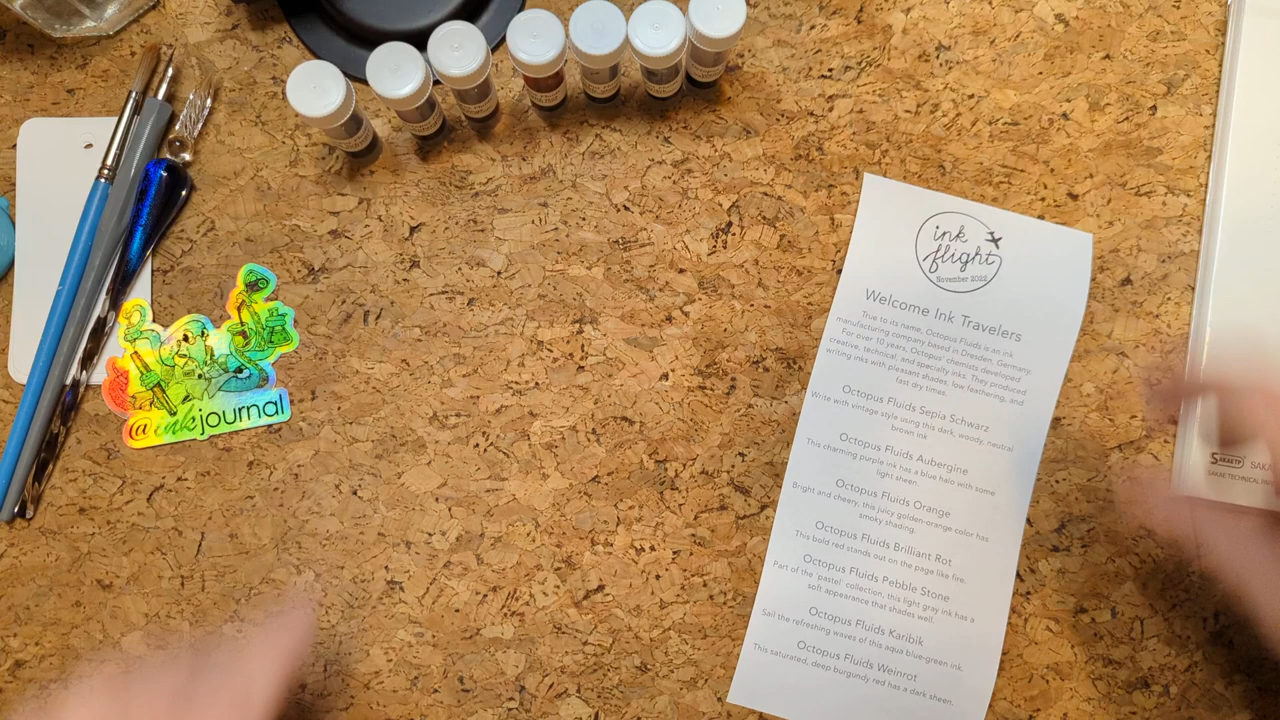 ink
flight
November 2022
Welcome Ink Travelers
True to its name, Octopus Fluids is an ink
manufacturing company based in Dresden, Germany.
For over 10 years, Octopus' chemists developed
creative, technical, and specialty inks. They produced
writing inks with pleasant shades, low feathering, and
fast dry times.
Octopus Fluids Sepia Schwarz
Write with vintage style using this dark, woody, neutral
brown ink
Octopus Fluids Aubergine
This charming purple ink has a blue halo with some
light sheen.
Octopus Fluids Orange
Bright and cheery, this juicy golden-orange color has
smoky shading.
Octopus Fluids Brilliant Rot
This bold red stands out on the page like fire.
Octopus Fluids Pebble Stone
Part of the 'pastel' collection, this light gray ink has a
soft appearance that shades well.
Octopus Fluids Karibik
Sail the refreshing waves of this aqua blue-green ink.
Octopus Fluids Weinrot
This saturated, deep burgundy red has a dark sheen.
@inkjournal
SAKAETP SAKA
SAKAE TECHNICAL PA